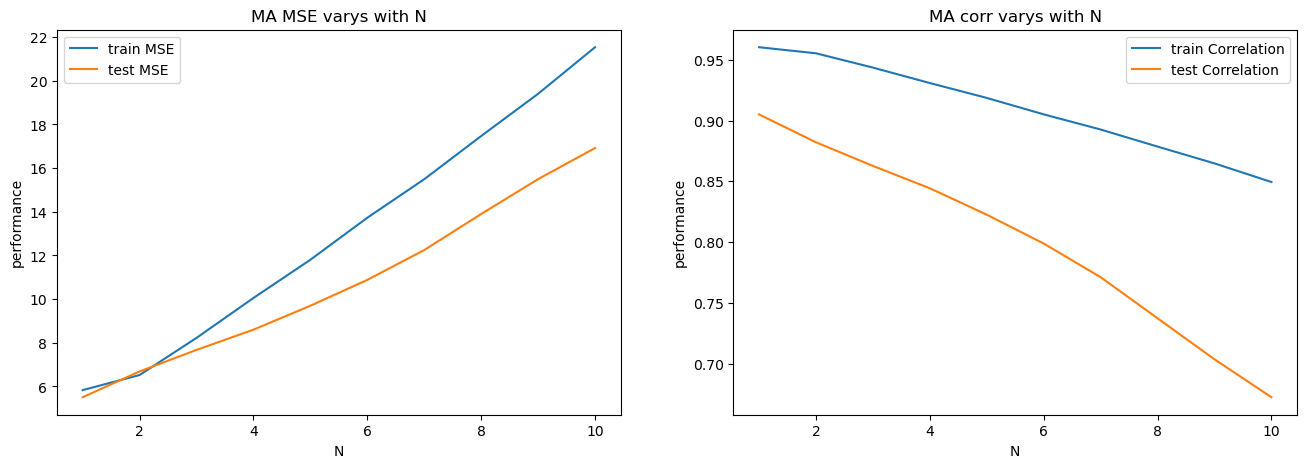 MA MSE varys with N
22
20
18
16
14
12
10
8
6
performance
train MSE
test MSE
2 4 6 8 10
N
MA corr varys with N
0.95
0.90
0.85
0.80
0.75
0.70
performance
train Correlation
test Correlation
2 4 6 8 10
N